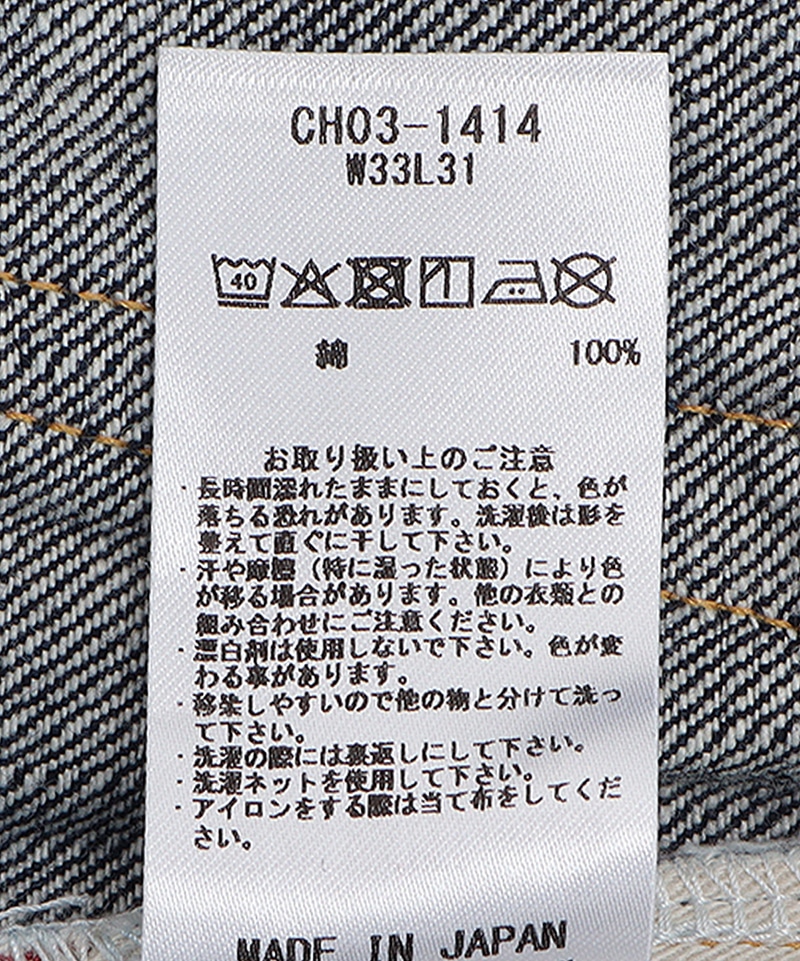 CH03-1414
W33L31
40
綿 100%
お取り扱い上のご注意
・長時間濡れたままにしておくと、色が
落ちる恐れがあります。洗濯後は形を
整えて直ぐに干して下さい。
・汗や摩擦（特に湿った状態）により色
が移る場合があります。他の衣類との
組み合わせにご注意ください。
・漂白剤は使用しないで下さい。色が変
わる事があります。
・移染しやすいので他の物と分けて洗っ
て下さい。
・洗濯の際には裏返しにして下さい。
・洗濯ネットを使用して下さい。
・アイロンをする際は当て布をしてくだ
さい。
MADE IN JAPAN